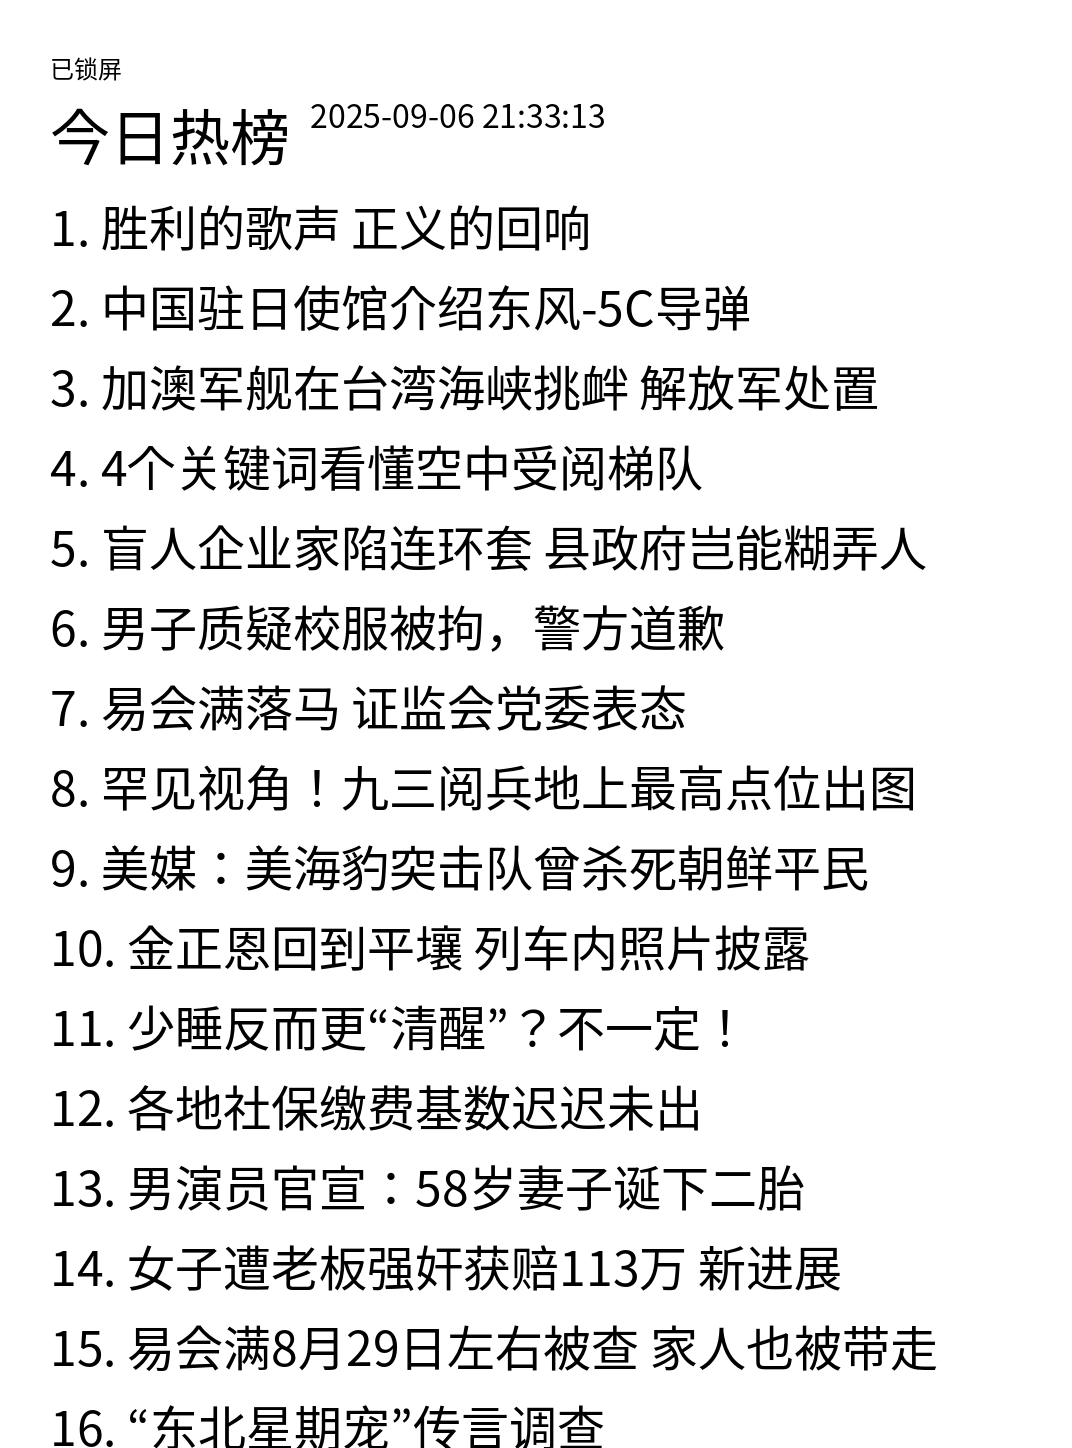 已锁屏
今日热榜 2025-09-06 21:33:13
1. 胜利的歌声 正义的回响
2. 中国驻日使馆介绍东风-5C导弹
3. 加澳军舰在台湾海峡挑衅 解放军处置
4. 4个关键词看懂空中受阅梯队
5. 盲人企业家陷连环套 县政府岂能糊弄人
6. 男子质疑校服被拘，警方道歉
7. 易会满落马 证监会党委表态
8. 罕见视角！九三阅兵地上最高点位出图
9. 美媒：美海豹突击队曾杀死朝鲜平民
10. 金正恩回到平壤 列车内照片披露
11. 少睡反而更“清醒”？不一定！
12. 各地社保缴费基数迟迟未出
13. 男演员官宣：58岁妻子诞下二胎
14. 女子遭老板强奸获赔113万 新进展
15. 易会满8月29日左右被查 家人也被带走
16. “东北星期宠”传言调查